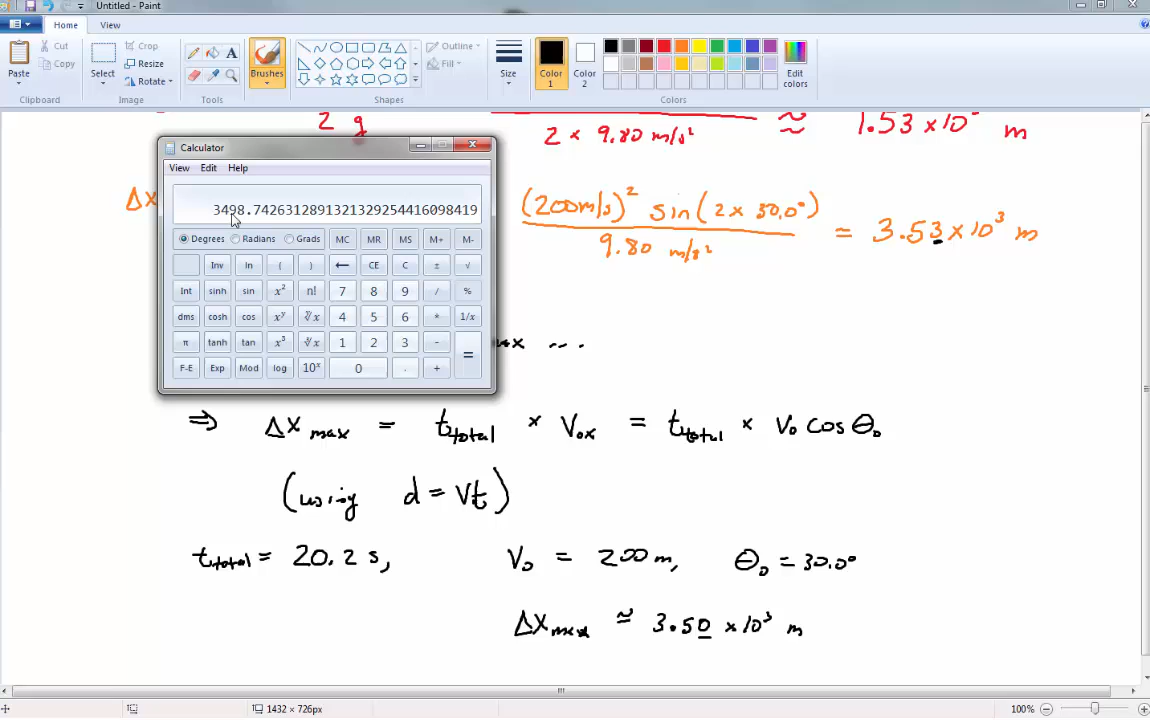 Untitled - Paint
Home View
Paste Cut Copy Clipboard
Select Crop Resize Rotate Image
Tools
Brushes
Shapes Outline Fill
Size
Color 1 Color 2 Edit colors Colors
2 g
2 × 9.80 m/s² ≈ 1.53 ×10 m
Calculator
View Edit Help
3498.7426312891321329254416098419
Degrees Radians Grads MC MR MS M+ M-
Inv ln ( ) ← CE C ± √
Int sinh sin x² n! 7 8 9 / %
dms cosh cos xʸ ʸ√x 4 5 6 * 1/x
π tanh tan x³ ³√x 1 2 3 - =
F-E Exp Mod log 10ˣ 0 . +
Δx
(200m/s)² sin(2× 30.0°)
9.80 m/s²
= 3.53×10³ m
...
⇒ Δx max = t total × V ox = t total × V₀ cos θ₀
(using d = vt)
t total = 20.2 s, V₀ = 200 m, θ₀ = 30.0°
Δx max ≈ 3.50 ×10³ m
1432 × 726px
100%